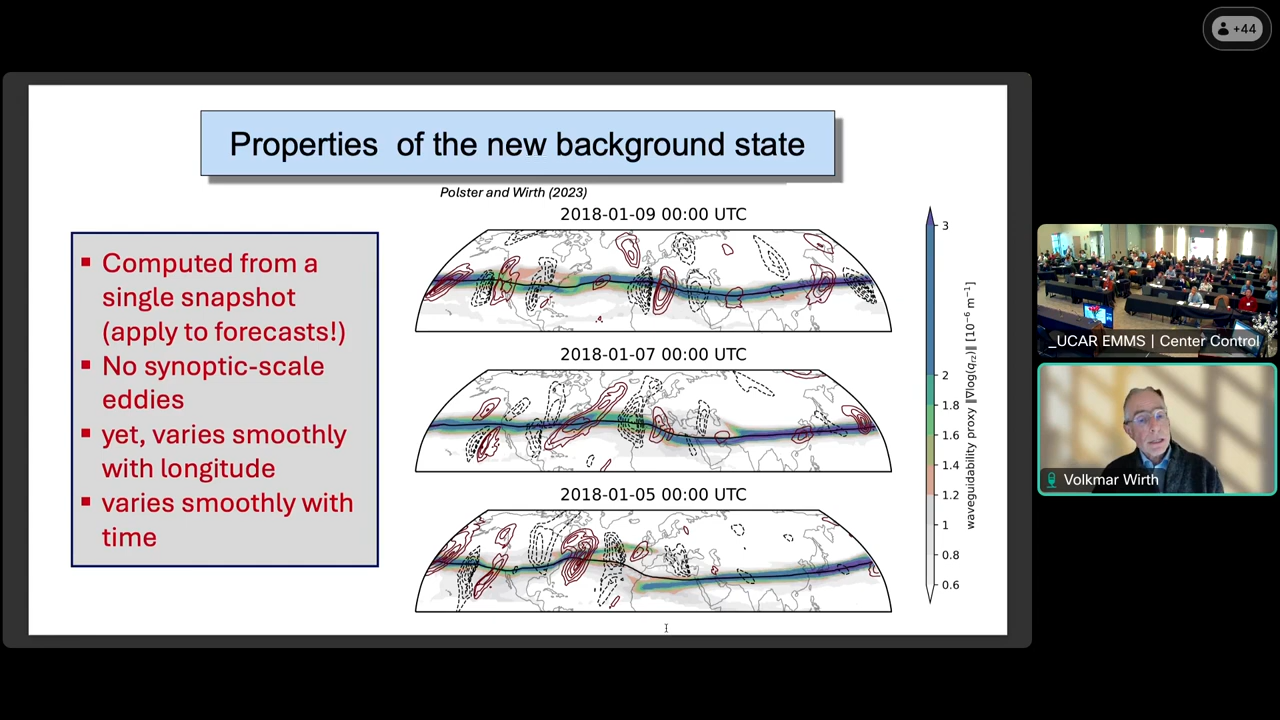 +44
Properties of the new background state
Polster and Wirth (2023)
▪ Computed from a
single snapshot
(apply to forecasts!)
▪ No synoptic-scale
eddies
▪ yet, varies smoothly
with longitude
▪ varies smoothly with
time
2018-01-09 00:00 UTC
2018-01-07 00:00 UTC
2018-01-05 00:00 UTC
3
2
1.8
1.6
1.4
1.2
1
0.8
0.6
waveguidability proxy ‖∇log(qrz)‖ [10⁻⁶ m⁻¹]
_UCAR EMMS | Center Control
Volkmar Wirth